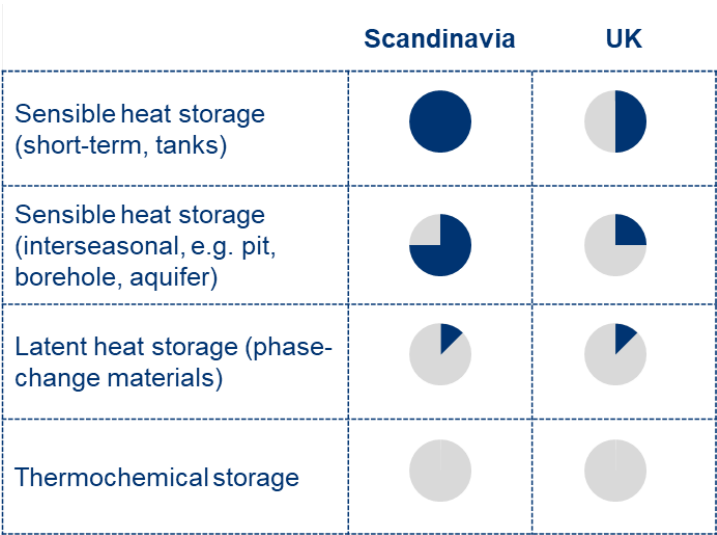 Scandinavia UK
Sensible heat storage
(short-term, tanks)
Sensible heat storage
(interseasonal, e.g. pit,
borehole, aquifer)
Latent heat storage (phase-
change materials)
Thermochemical storage